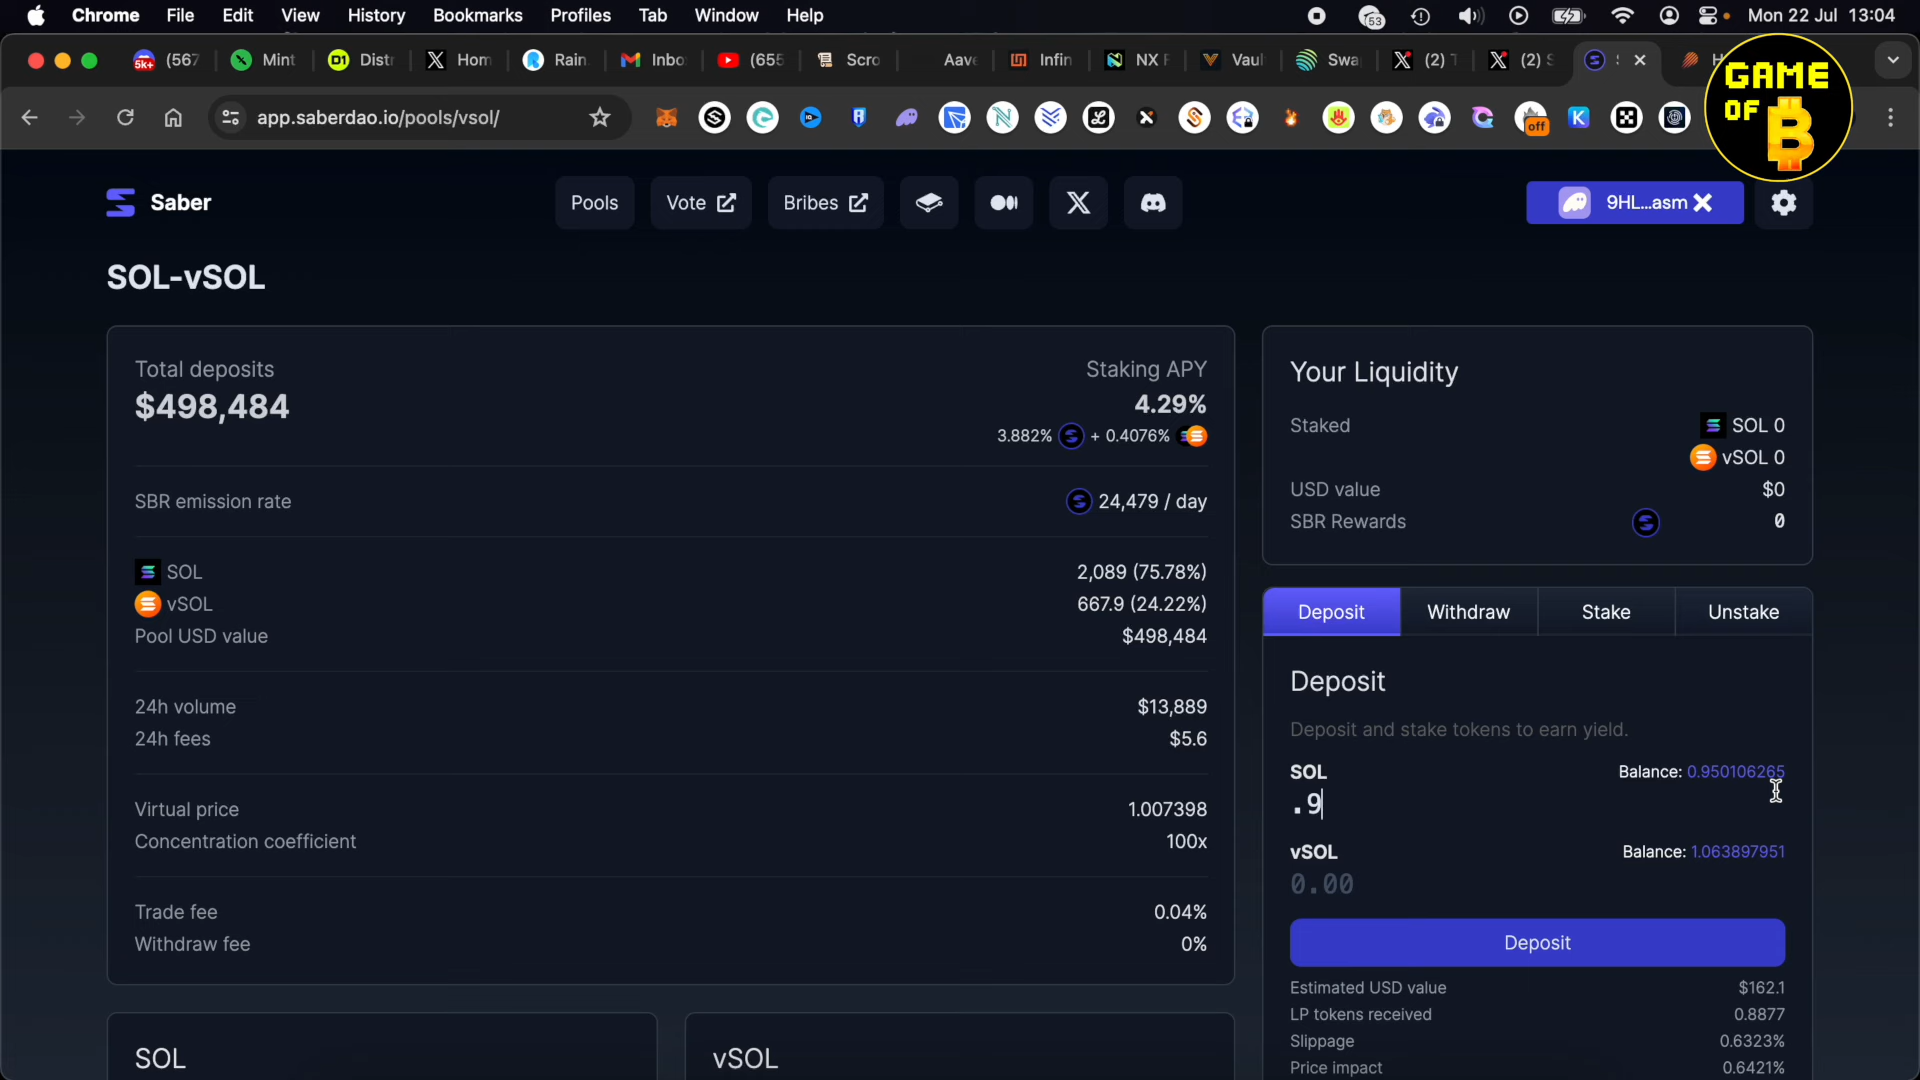 Chrome File Edit View History Bookmarks Profiles Tab Window Help 53 Mon 22 Jul 13:04
5k+ (567 Mint D1 Distr Hom Rain Inbo (655 Scro Aave Infin NX F Vaul Swa (2) (2) S
app.saberdao.io/pools/vsol/ off
GAME
OF B
Saber Pools Vote Bribes 9HL...asm
SOL-vSOL
Total deposits Staking APY
$498,484 4.29%
3.882% + 0.4076%
SBR emission rate 24,479 / day
SOL 2,089 (75.78%)
vSOL 667.9 (24.22%)
Pool USD value $498,484
24h volume $13,889
24h fees $5.6
Virtual price 1.007398
Concentration coefficient 100x
Trade fee 0.04%
Withdraw fee 0%
SOL
vSOL
Your Liquidity
Staked SOL 0
vSOL 0
USD value $0
SBR Rewards 0
Deposit Withdraw Stake Unstake
Deposit
Deposit and stake tokens to earn yield.
SOL Balance: 0.950106265
.9
vSOL Balance: 1.063897951
0.00
Deposit
Estimated USD value $162.1
LP tokens received 0.8877
Slippage 0.6323%
Price impact 0.6421%